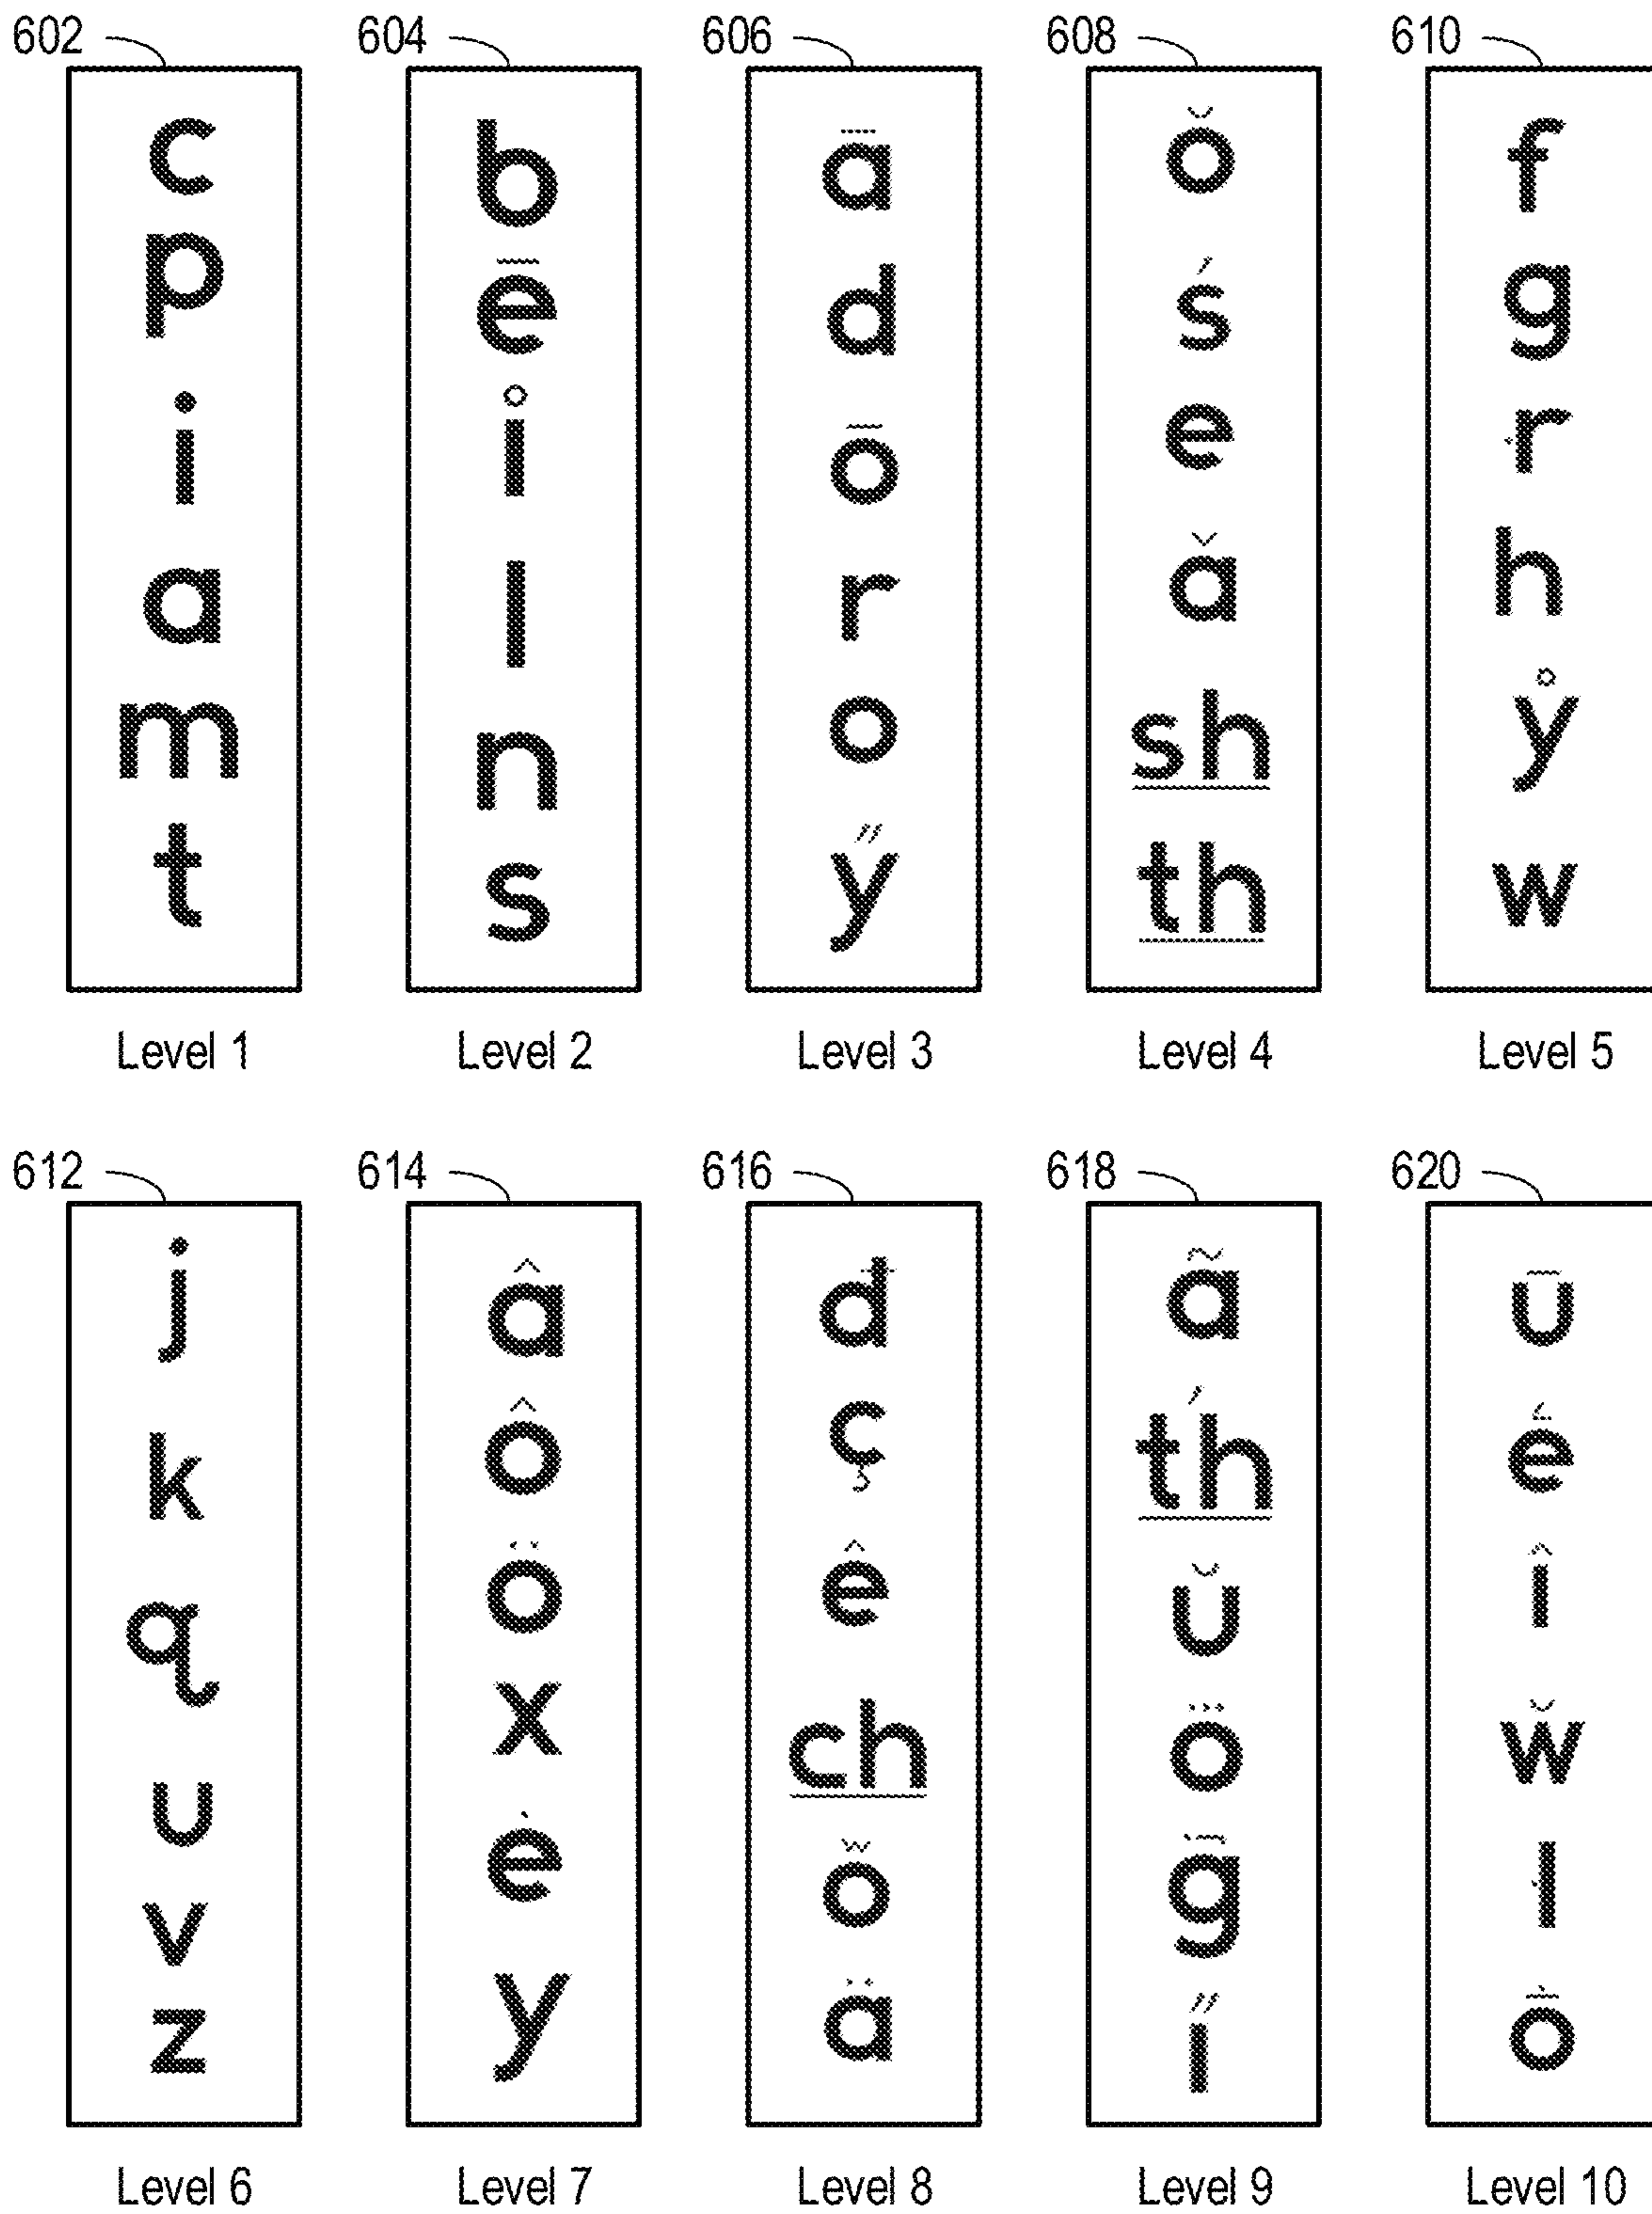 602
c
p
i
a
m
t
Level 1
604
b
ē
i̊
l
n
s
Level 2
606
ā
d
ō
r
o
y̋
Level 3
608
ŏ
ś
e
ǎ
sh
th
Level 4
610
f
g
r
h
ẙ
w
Level 5
612
j
k
q
u
v
z
Level 6
614
â
ô
ö
x
ė
y
Level 7
616
đ
ç
ê
ch
ä
Level 8
618
ã
th́
ŭ
g
i̋
Level 9
620
ū
î
w̆
l
Level 10